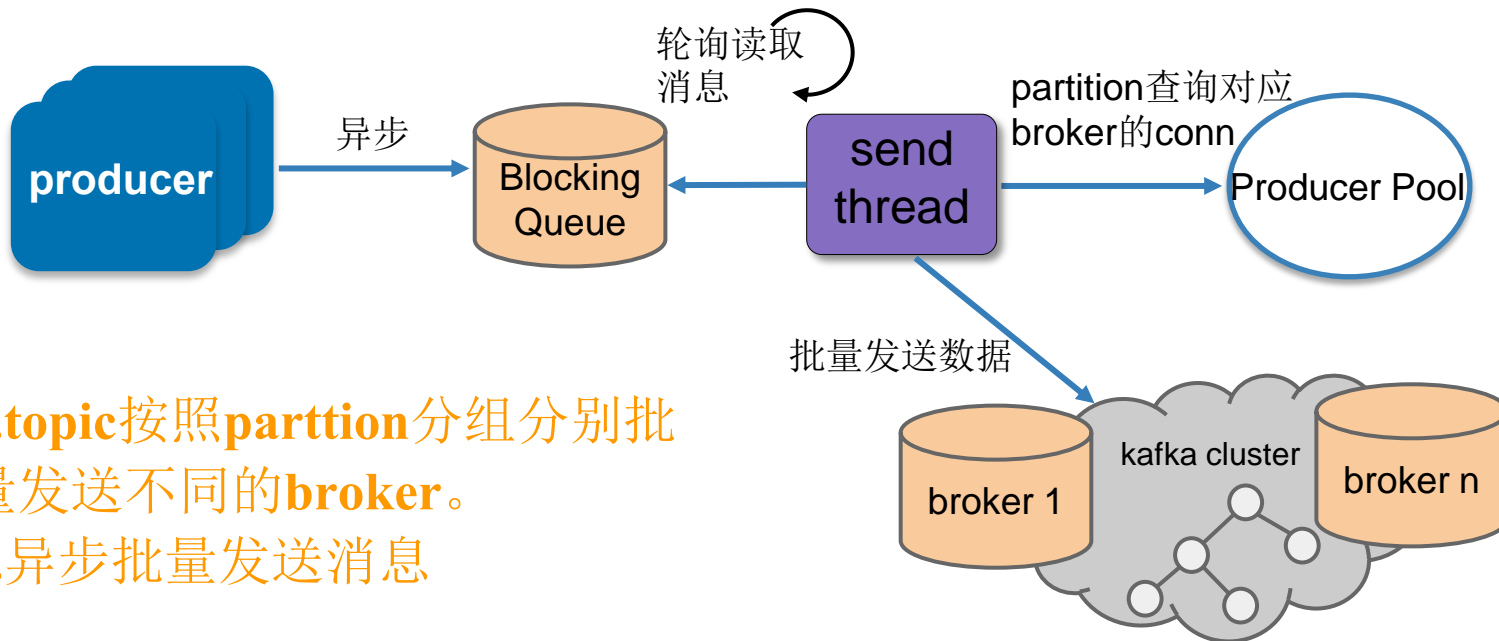 轮询读取
消息
partition查询对应
broker的conn
异步
producer
Blocking
Queue
send
thread
Producer Pool
批量发送数据
.topic按照parttion分组分别批
量发送不同的broker。
.异步批量发送消息
kafka cluster
broker 1
broker n